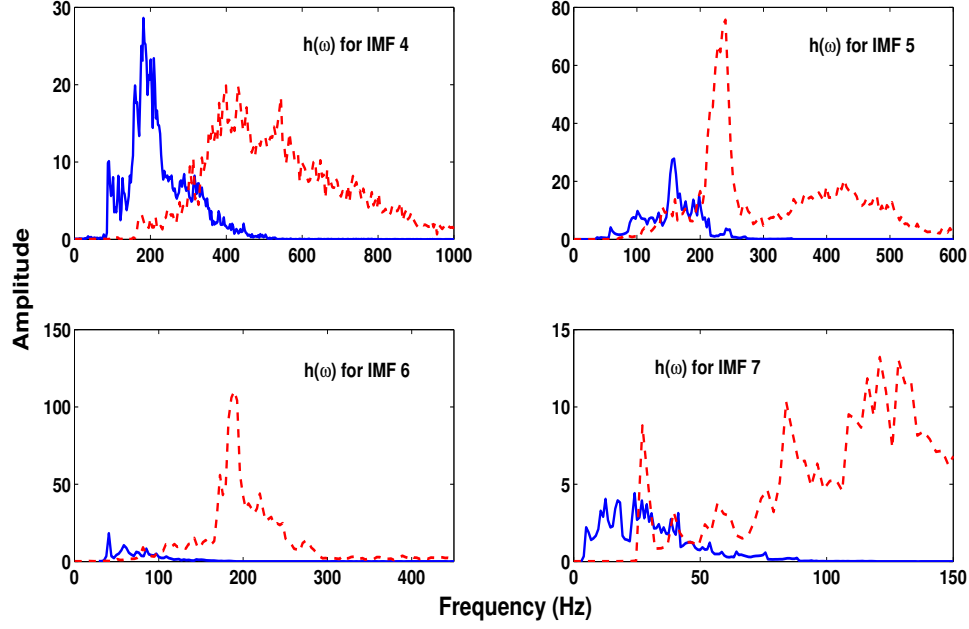 h(ω) for IMF 4
30
20
10
0
0 200 400 600 800 1000
h(ω) for IMF 5
80
60
40
20
0
0 100 200 300 400 500 600
Amplitude
h(ω) for IMF 6
150
100
50
0
0 100 200 300 400
h(ω) for IMF 7
15
10
5
0
0 50 100 150
Frequency (Hz)